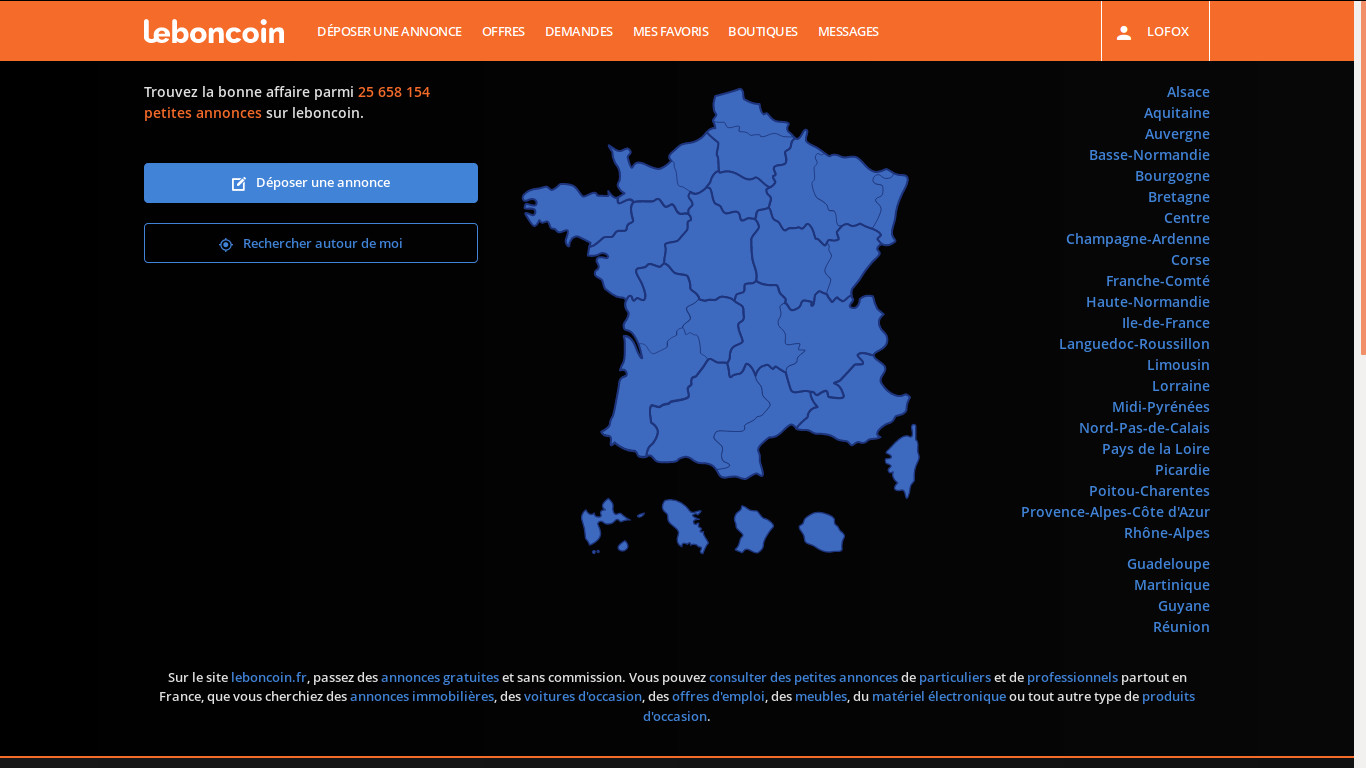 leboncoin
DÉPOSER UNE ANNONCE OFFRES DEMANDES MES FAVORIS BOUTIQUES MESSAGES
LOFOX
Trouvez la bonne affaire parmi 25 658 154
petites annonces sur leboncoin.
Déposer une annonce
Rechercher autour de moi
Alsace
Aquitaine
Auvergne
Basse-Normandie
Bourgogne
Bretagne
Centre
Champagne-Ardenne
Corse
Franche-Comté
Haute-Normandie
Ile-de-France
Languedoc-Roussillon
Limousin
Lorraine
Midi-Pyrénées
Nord-Pas-de-Calais
Pays de la Loire
Picardie
Poitou-Charentes
Provence-Alpes-Côte d'Azur
Rhône-Alpes
Guadeloupe
Martinique
Guyane
Réunion
Sur le site leboncoin.fr, passez des annonces gratuites et sans commission. Vous pouvez consulter des petites annonces de particuliers et de professionnels partout en
France, que vous cherchiez des annonces immobilières, des voitures d'occasion, des offres d'emploi, des meubles, du matériel électronique ou tout autre type de produits
d'occasion.